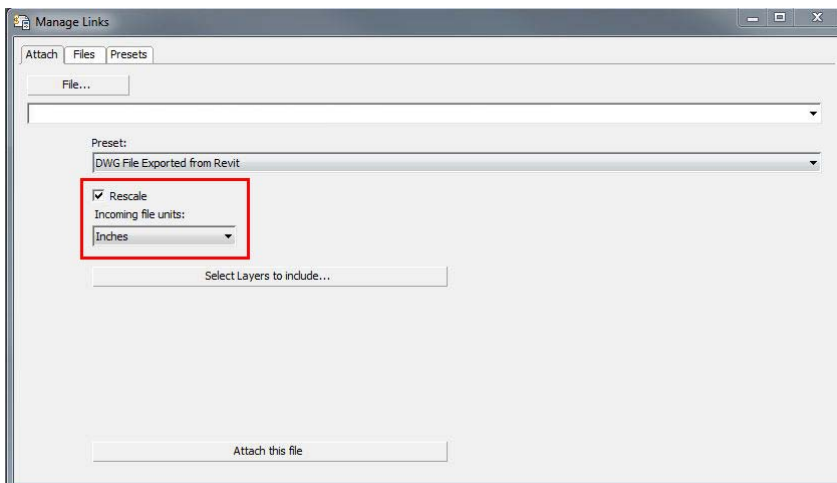 Manage Links
Attach Files Presets
File...
Preset:
DWG File Exported from Revit
Rescale
Incoming file units:
Inches
Select Layers to include...
Attach this file